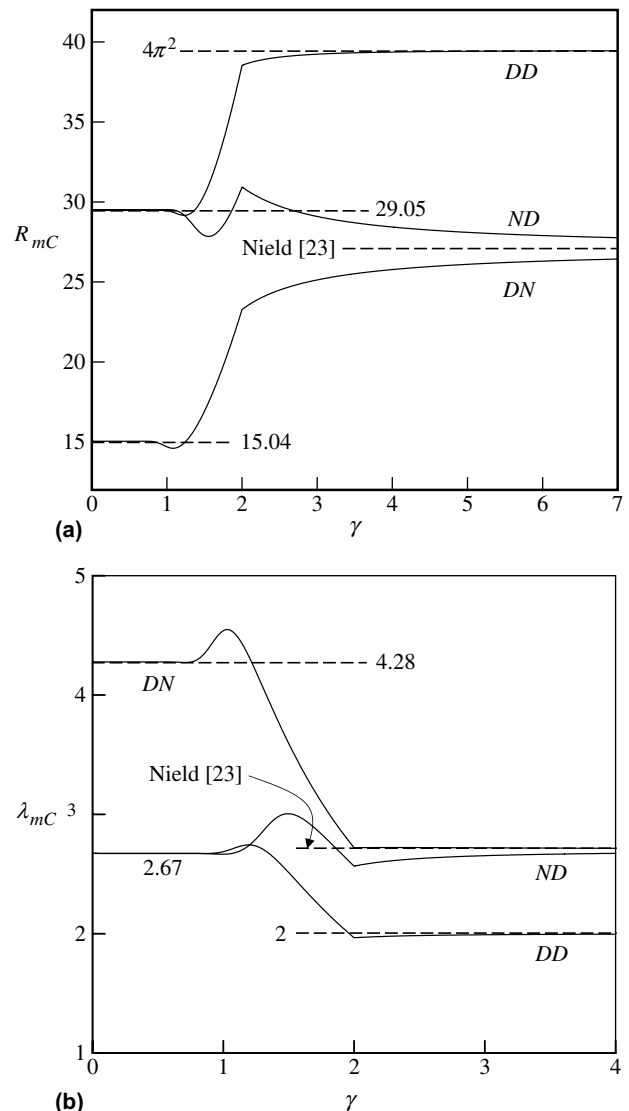 40
4π²
DD
35
30
29.05
R_mC
ND
Nield [23]
25
DN
20
15
15.04
0 1 2 3 4 5 6 7
(a)
γ
5
4.28
DN
4
Nield [23]
λ_mC
3
2.67
ND
2
2
DD
1
0 1 2 3 4
(b)
γ